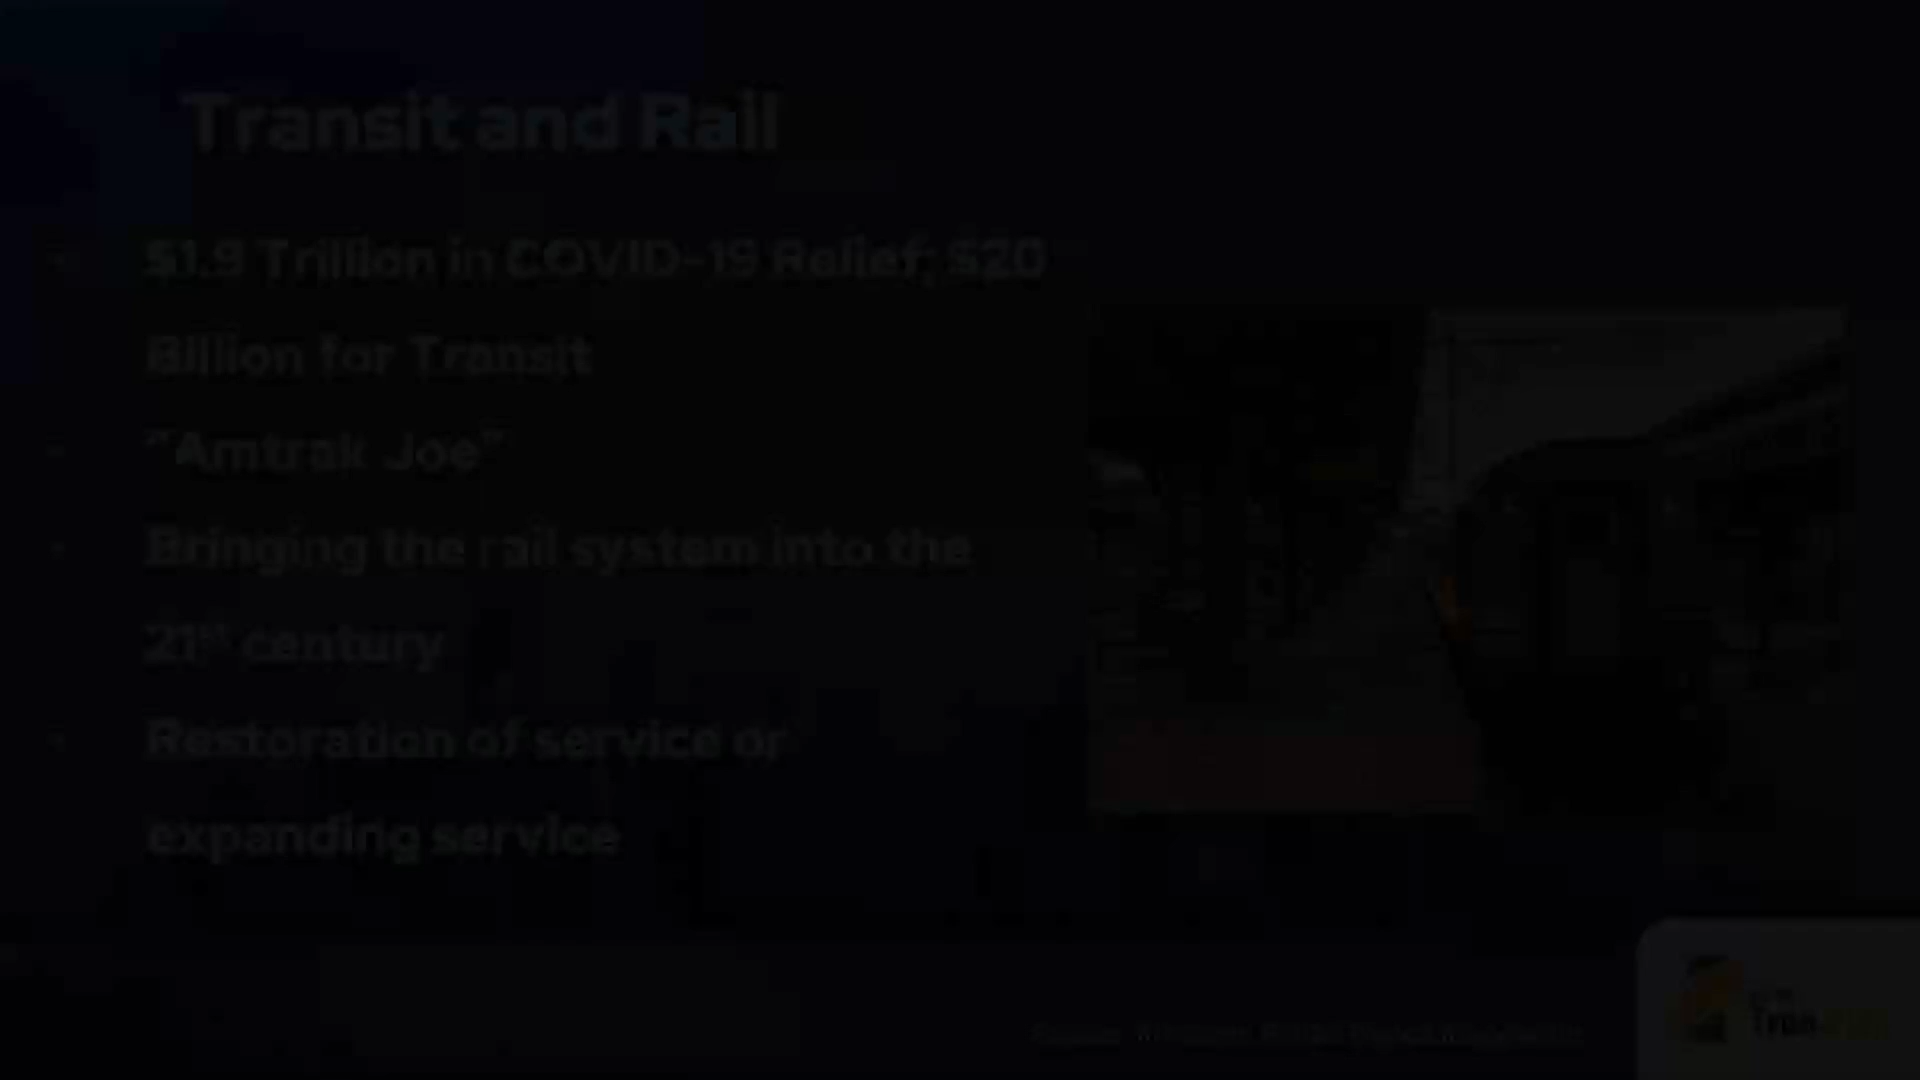 Transit and Rail
$1.9 Trillion in COVID-19 Relief; $20
Billion for Transit
"Amtrak Joe"
Bringing the rail system into the
21st century
Restoration of service or
expanding service